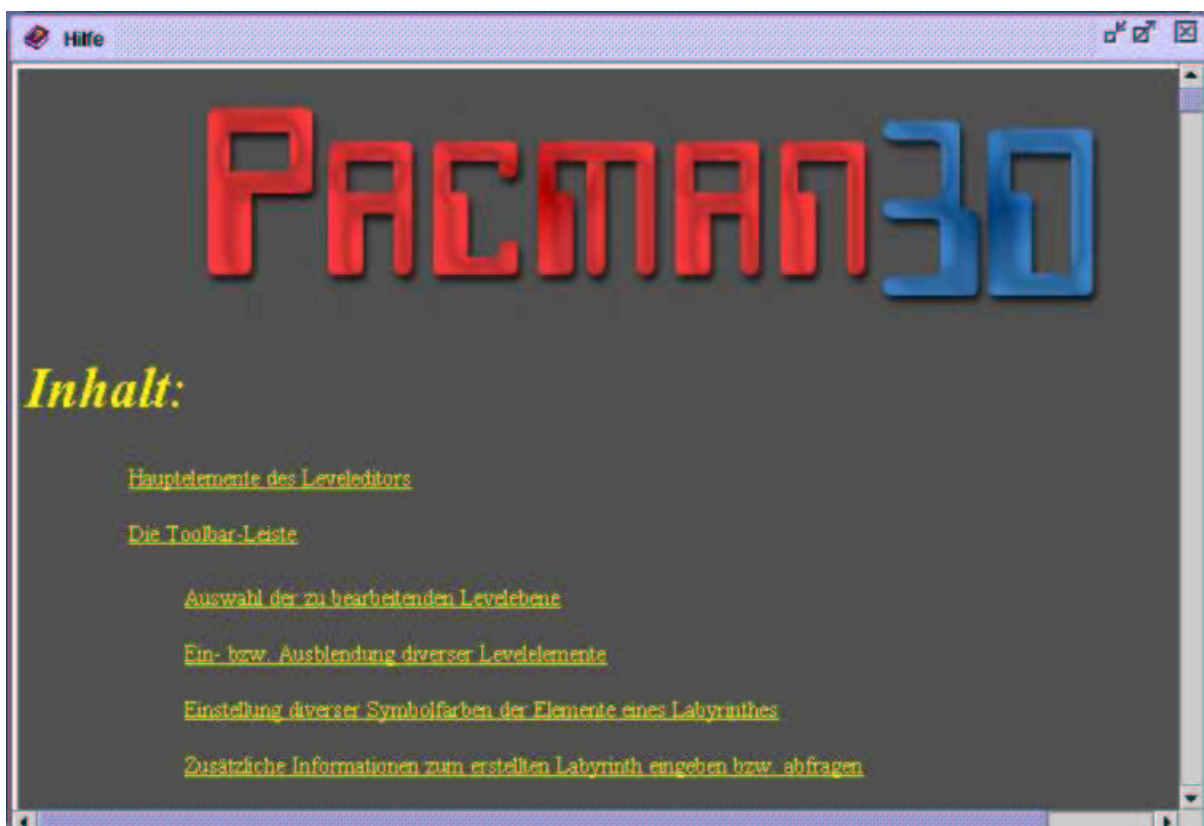 Hilfe
Pacman3D
Inhalt:
Hauptelemente des Leveleditors
Die Toolbar-Leiste
Auswahl der zu bearbeitenden Levelebene
Ein- bzw. Ausblendung diverser Levelelemente
Einstellung diverser Symbolfarben der Elemente eines Labyrinthes
Zusätzliche Informationen zum erstellten Labyrinth eingeben bzw. abfragen